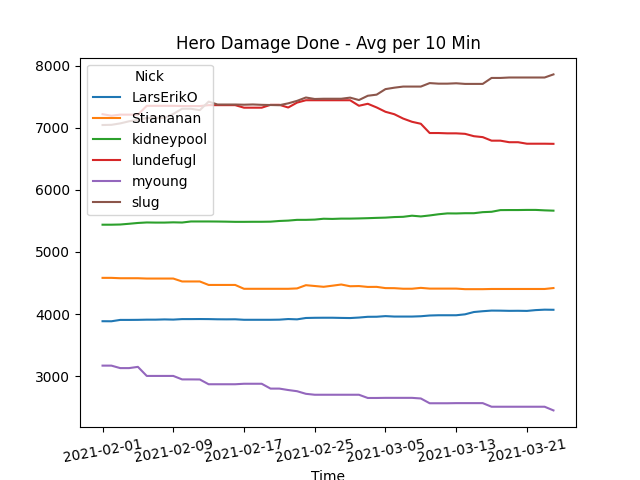 Hero Damage Done - Avg per 10 Min
8000
7000
6000
5000
4000
3000
Nick
LarsErikO
Stiananan
kidneypool
lundefugl
myoung
slug
2021-02-01
2021-02-09
2021-02-17
2021-02-25
2021-03-05
2021-03-13
2021-03-21
Time